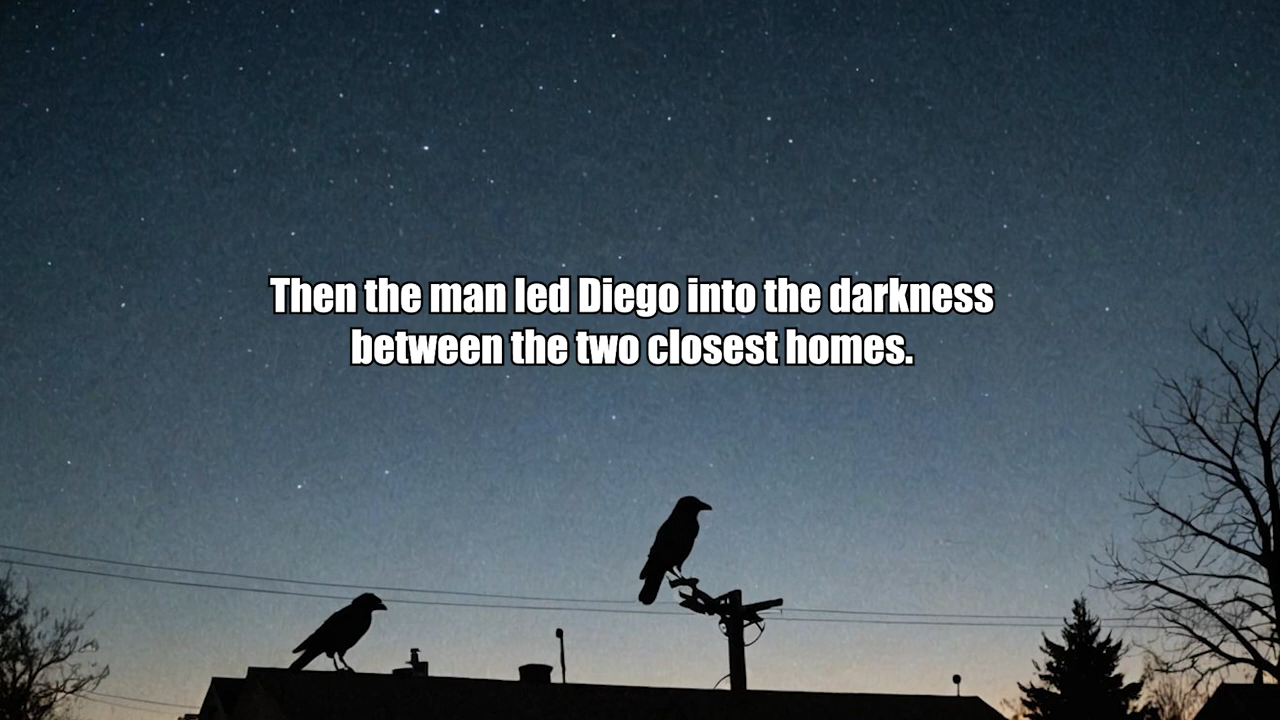 Then the man led Diego into the darkness
between the two closest homes.